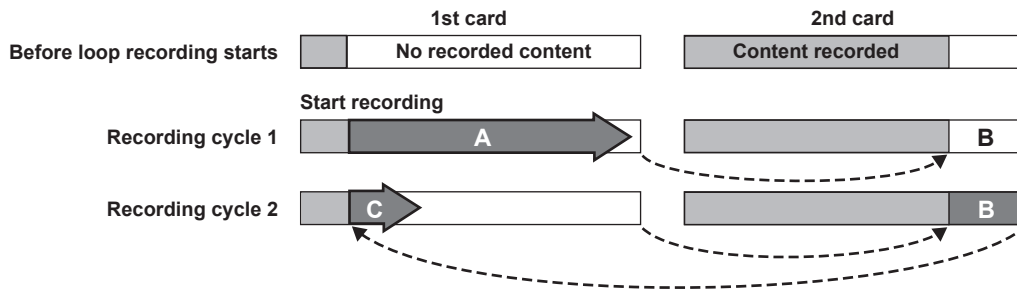 1st card 2nd card
Before loop recording starts No recorded content Content recorded
Start recording
Recording cycle 1 A B
Recording cycle 2 C B